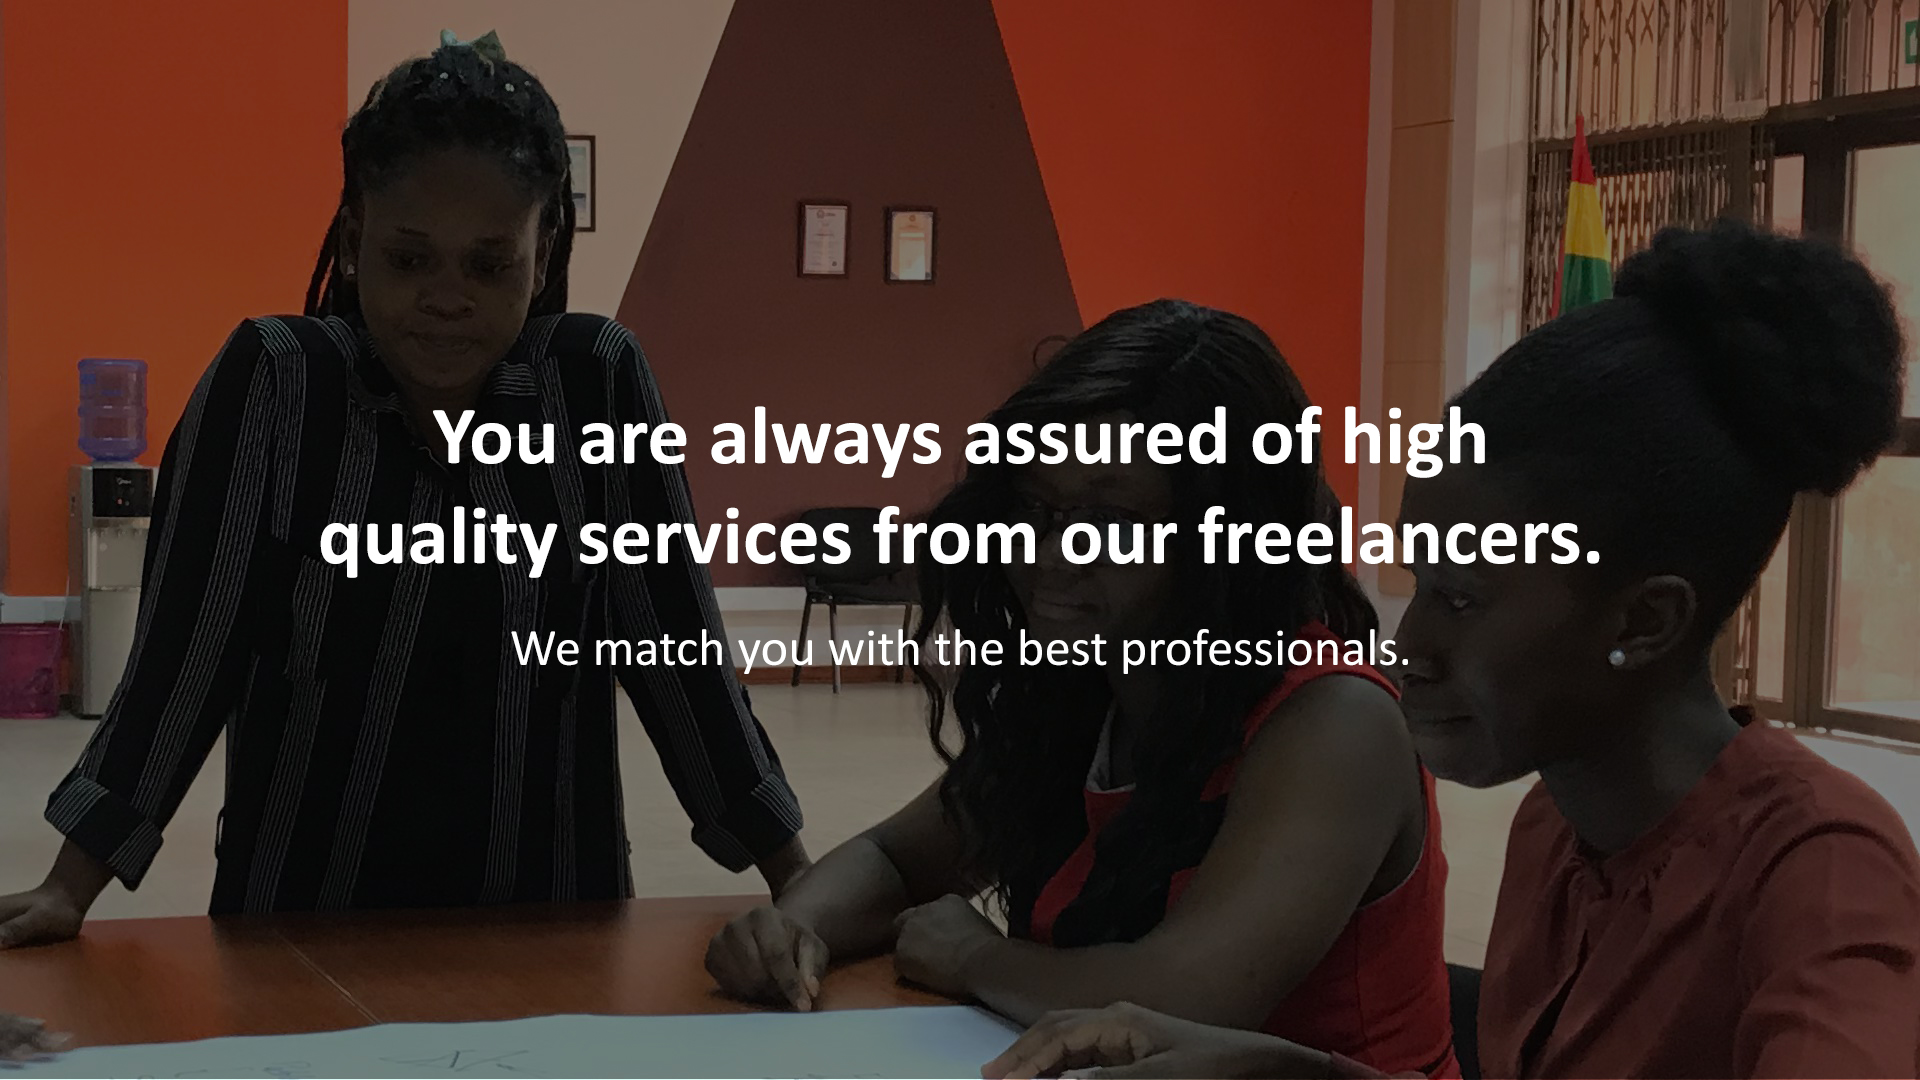 You are always assured of high
quality services from our freelancers.
We match you with the best professionals.